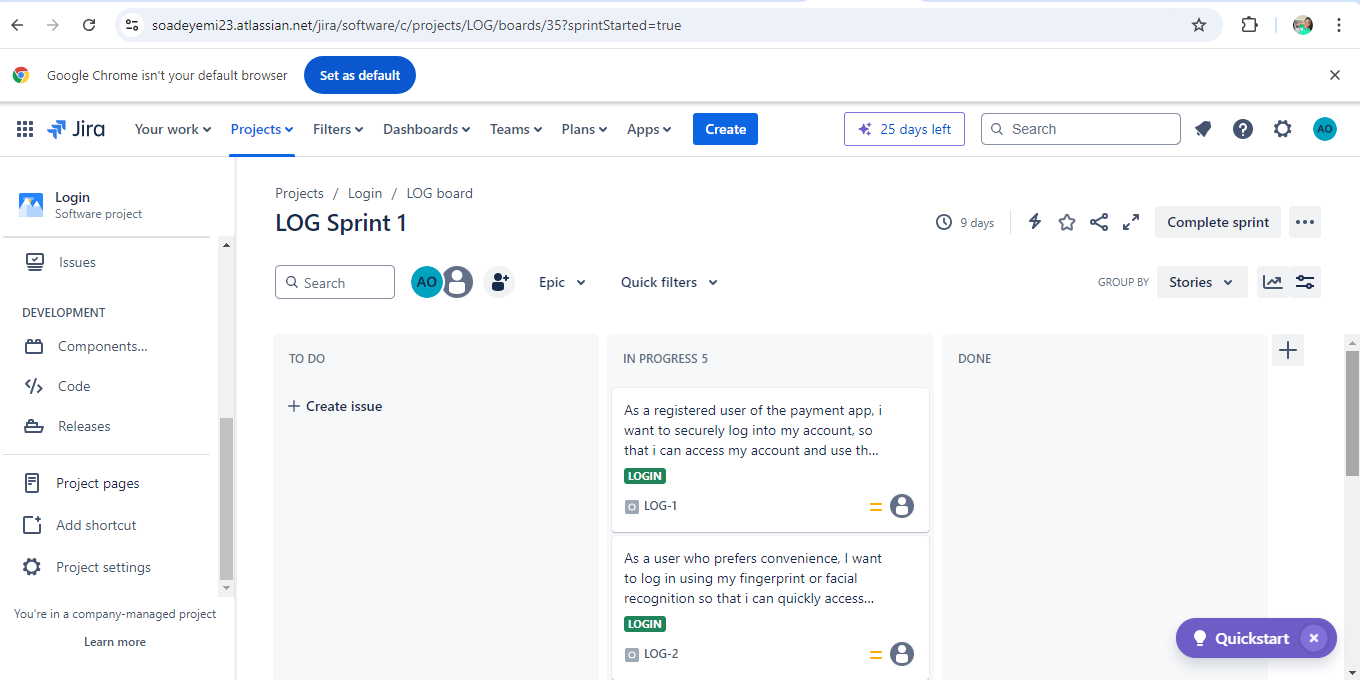 soadeyemi23.atlassian.net/jira/software/c/projects/LOG/boards/35?sprintStarted=true
Google Chrome isn't your default browser
Set as default
Jira
Your work
Projects
Filters
Dashboards
Teams
Plans
Apps
Create
25 days left
Search
AO
Login
Software project
Issues
DEVELOPMENT
Components...
Code
Releases
Project pages
Add shortcut
Project settings
You're in a company-managed project
Learn more
Projects / Login / LOG board
LOG Sprint 1
9 days
Complete sprint
Search
AO
Epic
Quick filters
GROUP BY
Stories
TO DO
Create issue
IN PROGRESS 5
As a registered user of the payment app, i
want to securely log into my account, so
that i can access my account and use th...
LOGIN
LOG-1
As a user who prefers convenience, I want
to log in using my fingerprint or facial
recognition so that i can quickly access...
LOGIN
LOG-2
DONE
Quickstart